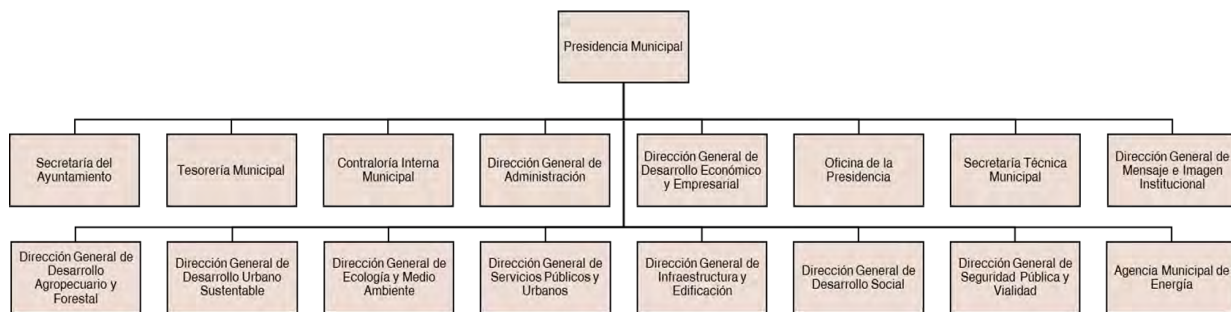 Presidencia Municipal
Secretaría del
Ayuntamiento
Tesorería Municipal
Contraloría Interna
Municipal
Dirección General de
Administración
Dirección General de
Desarrollo Económico
y Empresarial
Oficina de la
Presidencia
Secretaría Técnica
Municipal
Dirección General de
Mensaje e Imagen
Institucional
Dirección General de
Desarrollo
Agropecuario y
Forestal
Dirección General de
Desarrollo Urbano
Sustentable
Dirección General de
Ecología y Medio
Ambiente
Dirección General de
Servicios Públicos y
Urbanos
Dirección General de
Infraestructura y
Edificación
Dirección General de
Desarrollo Social
Dirección General de
Seguridad Pública y
Vialidad
Agencia Municipal de
Energía